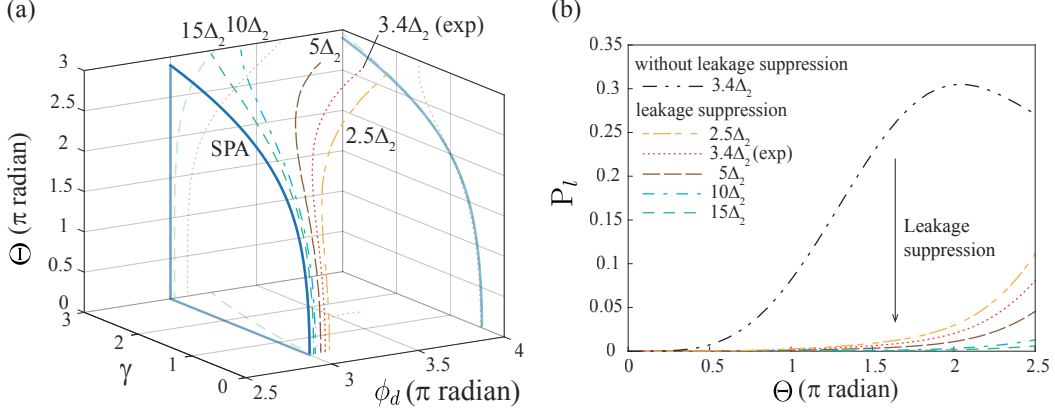 (a)
15Δ₂
10Δ₂
5Δ₂
3.4Δ₂ (exp)
2.5Δ₂
SPA
Θ (π radian)
3
2.5
2
1.5
1
0.5
0
γ
3
2
1
0
ϕ_d (π radian)
2.5
3
3.5
4
(b)
P_l
0.35
0.3
0.25
0.2
0.15
0.1
0.05
0
without leakage suppression
3.4Δ₂
leakage suppression
2.5Δ₂
3.4Δ₂ (exp)
5Δ₂
10Δ₂
15Δ₂
Leakage
suppression
0
0.5
1.0
1.5
2
2.5
Θ (π radian)